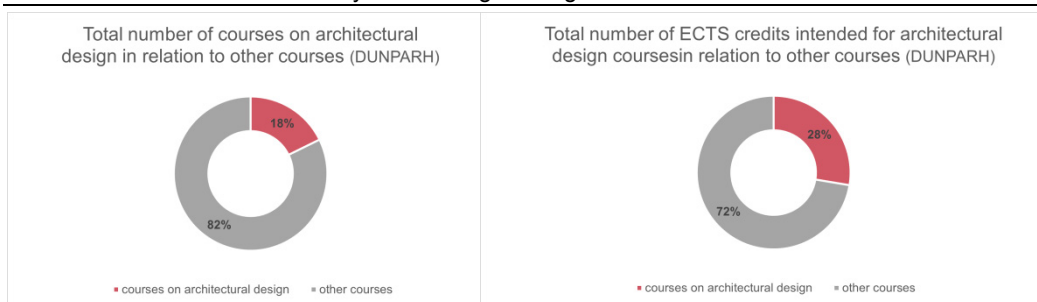 Total number of courses on architectural
design in relation to other courses (DUNPARH)
18%
82%
courses on architectural design
other courses
Total number of ECTS credits intended for architectural
design coursesin relation to other courses (DUNPARH)
28%
72%
courses on architectural design
other courses